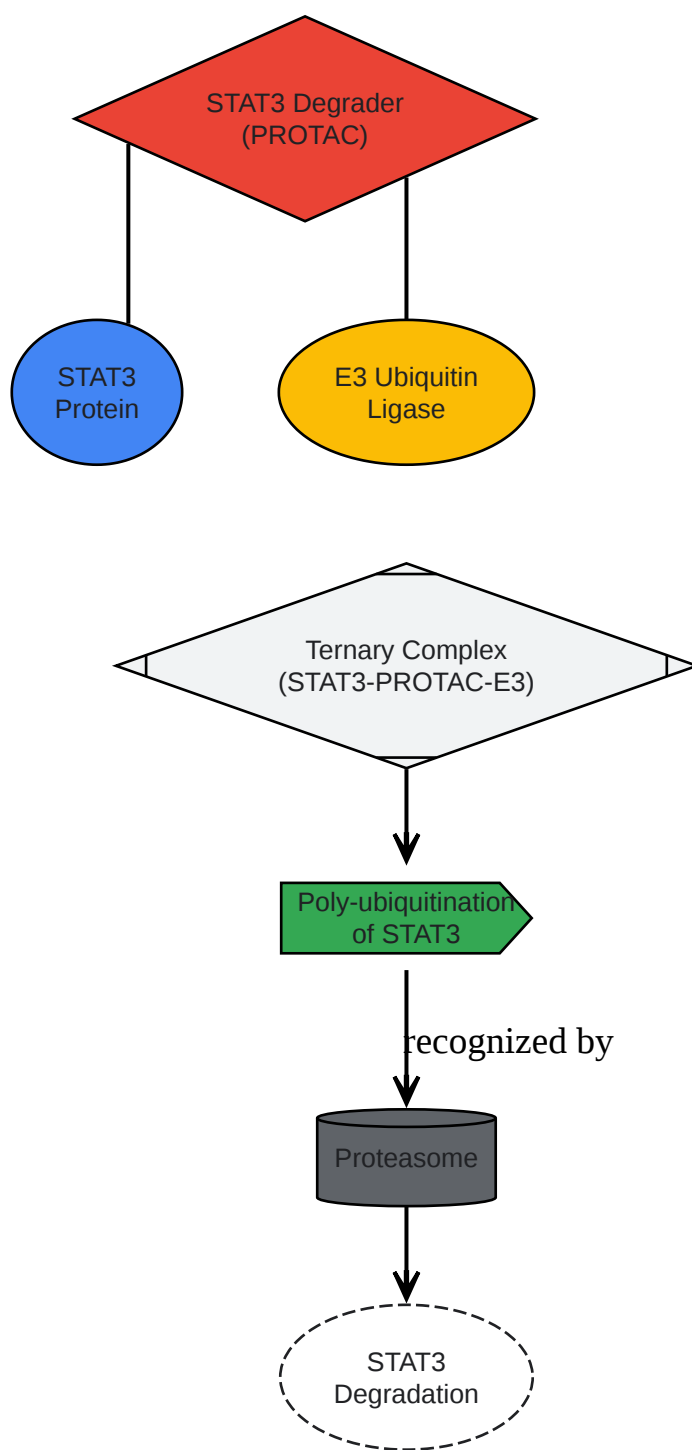 STAT3 Degrader
(PROTAC)
STAT3
Protein
E3 Ubiquitin
Ligase
Ternary Complex
(STAT3-PROTAC-E3)
Poly-ubiquitination
of STAT3
recognized by
Proteasome
STAT3
Degradation